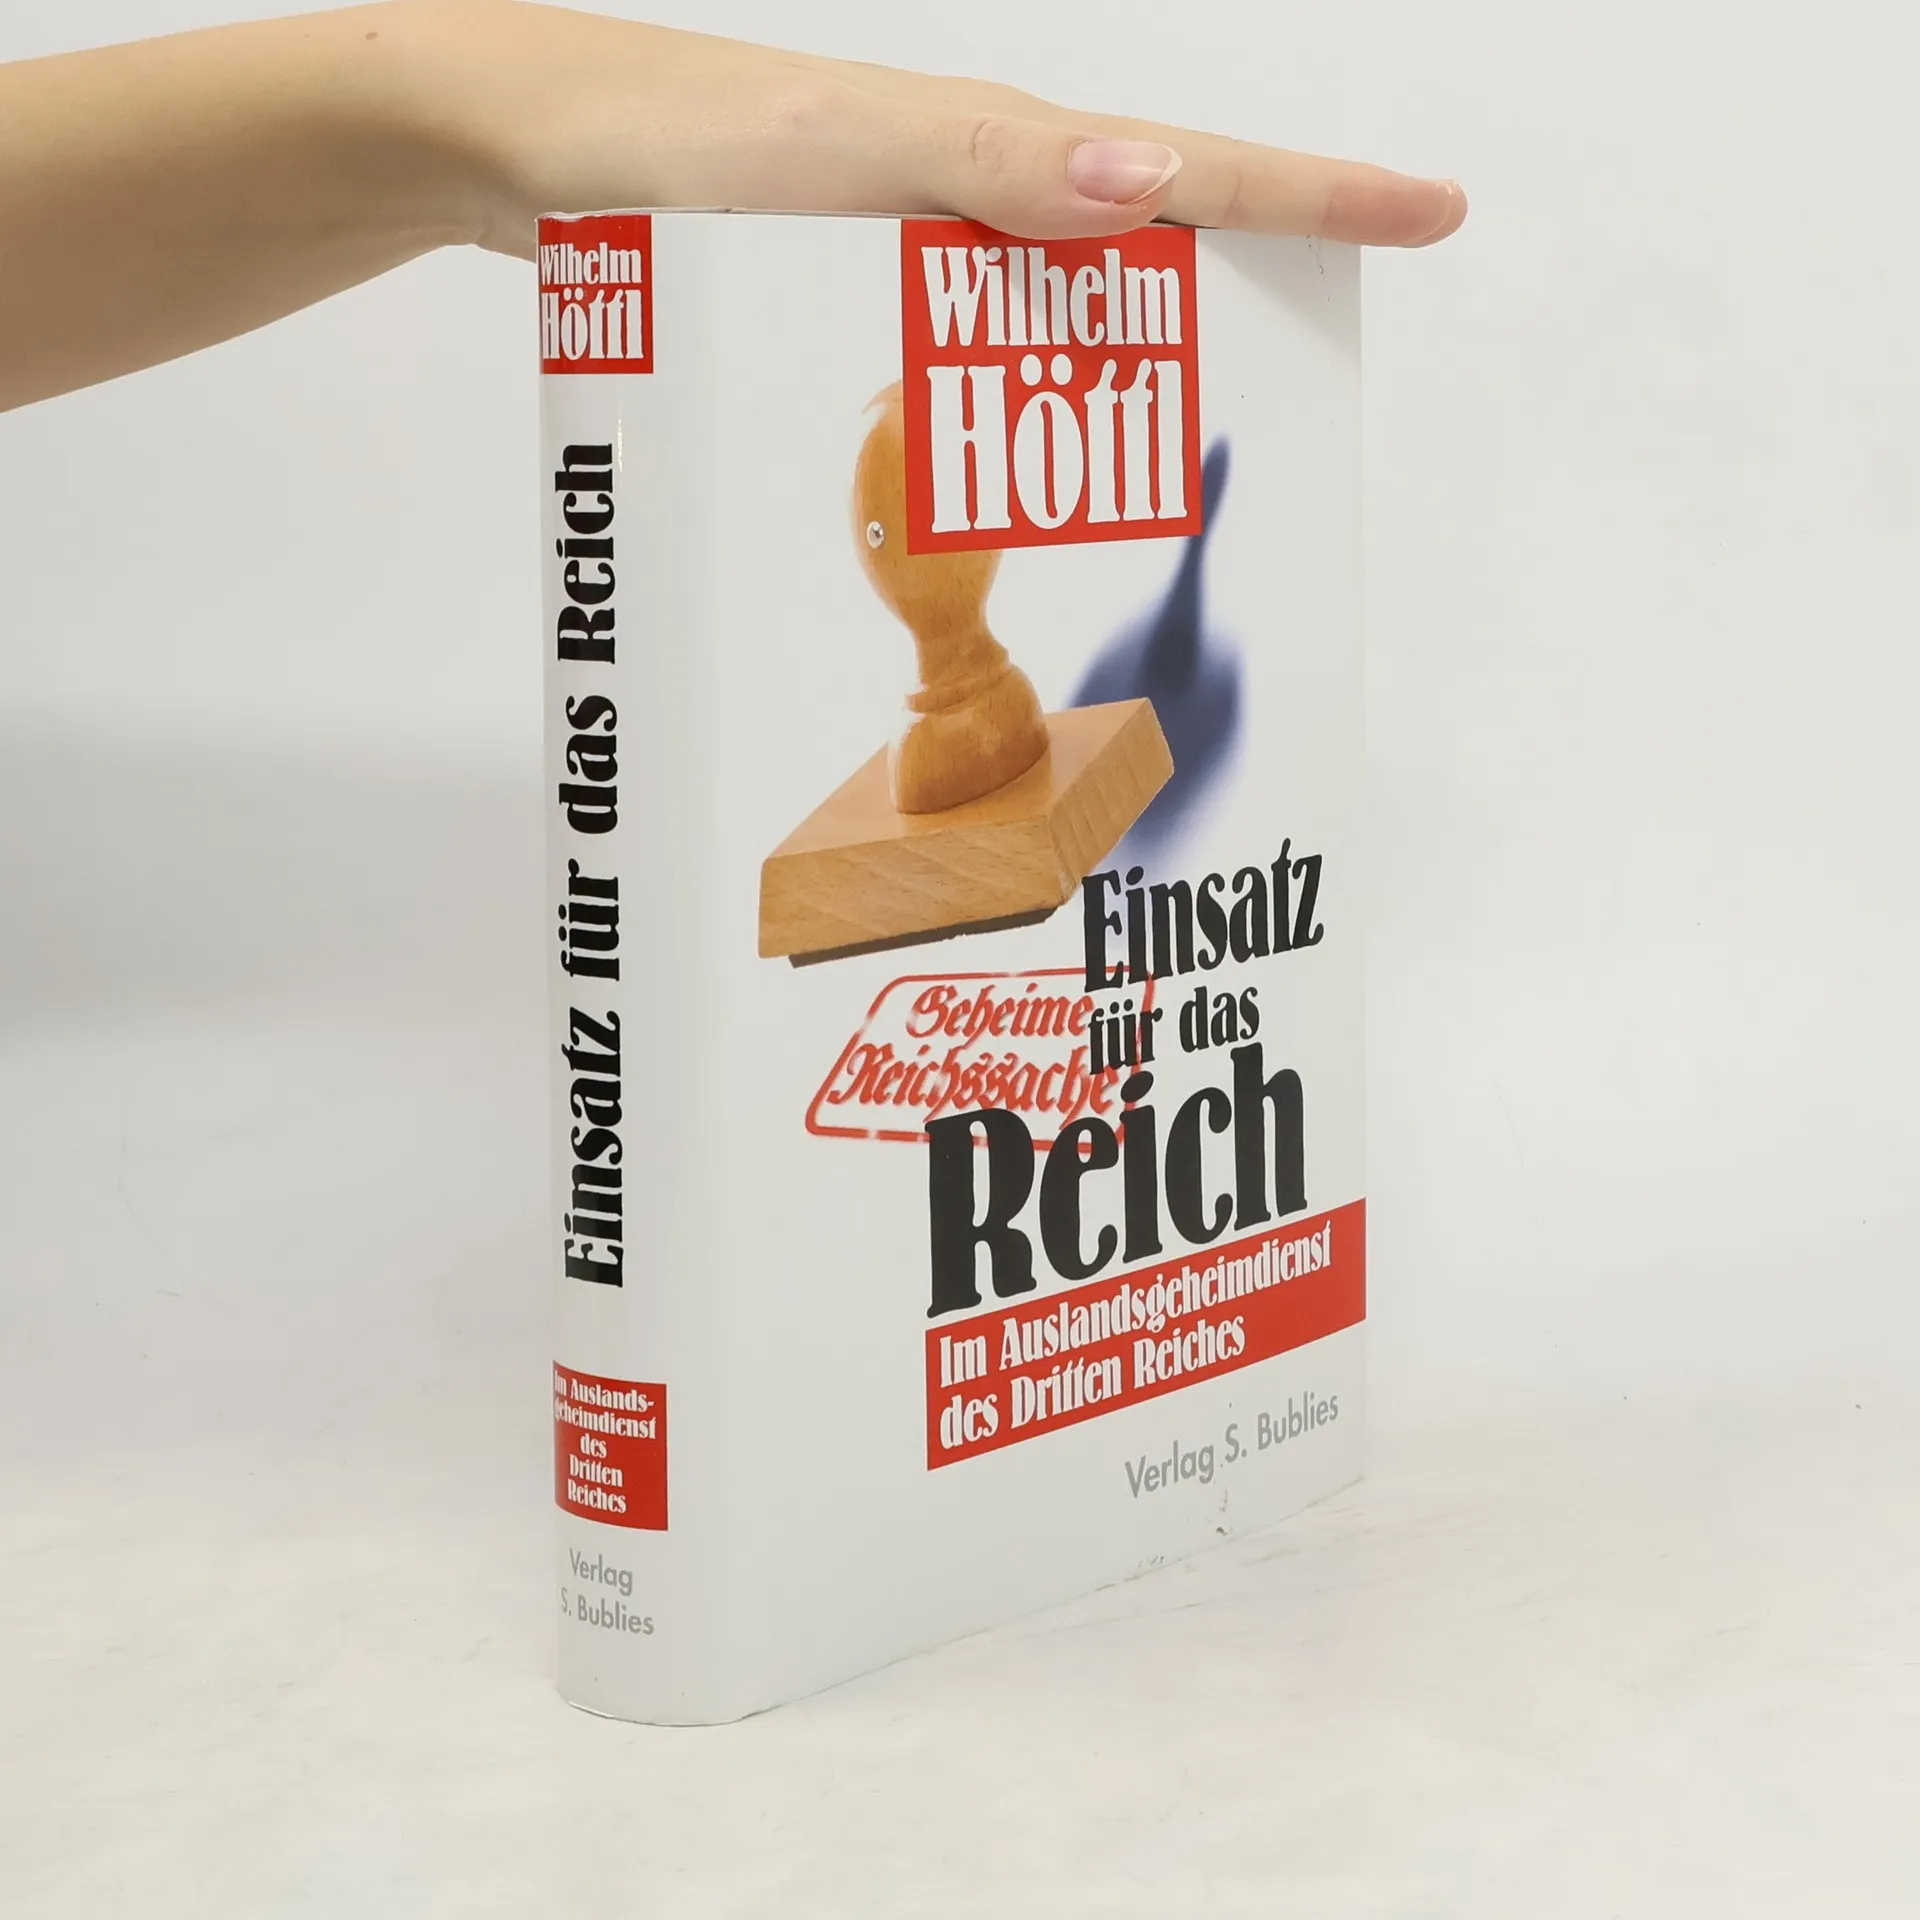 Wilhelm
Höttl
Einsatz für das Reich
Im Auslands-
geheimdienst
des
Dritten
Reiches
Verlag
S. Bublies
Wilhelm
Höttl
Geheime
Reichssache
Einsatz
für das
Reich
Im Auslandsgeheimdienst
des Dritten Reiches
Verlag S. Bublies